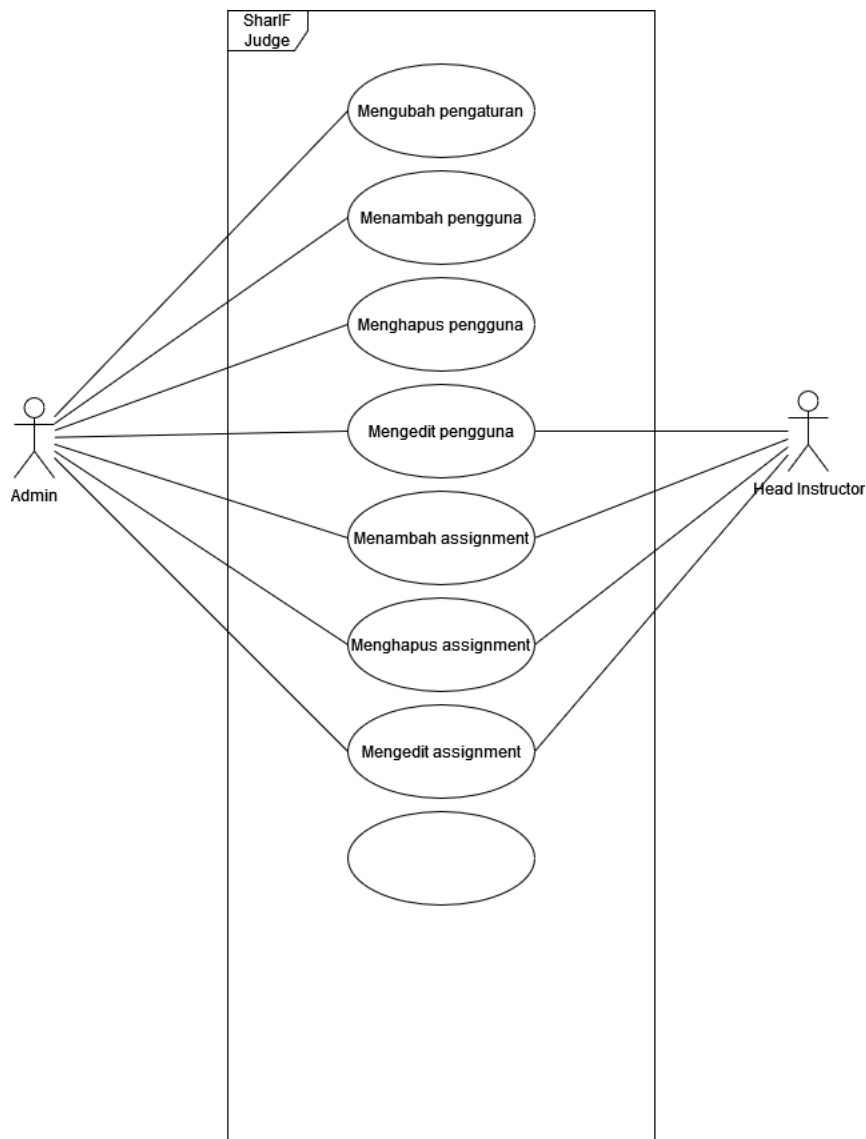 SharIF
Judge
Mengubah pengaturan
Menambah pengguna
Menghapus pengguna
Mengedit pengguna
Admin
Head Instructor
Menambah assignment
Menghapus assignment
Mengedit assignment